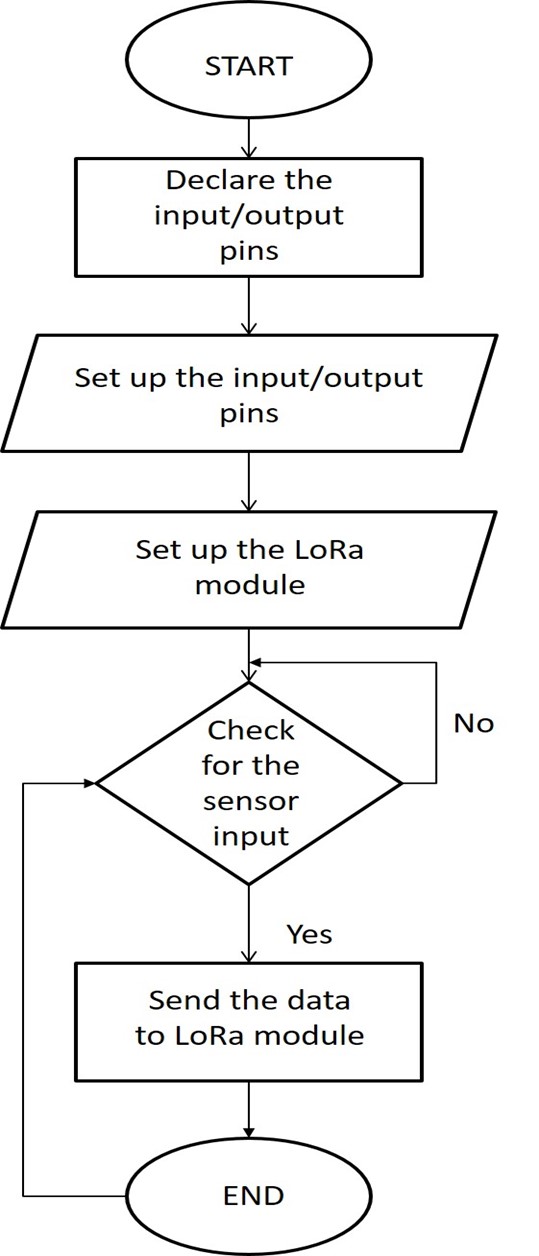 START
Declare the
input/output
pins
Set up the input/output
pins
Set up the LoRa
module
Check
for the
sensor
input
No
Yes
Send the data
to LoRa module
END